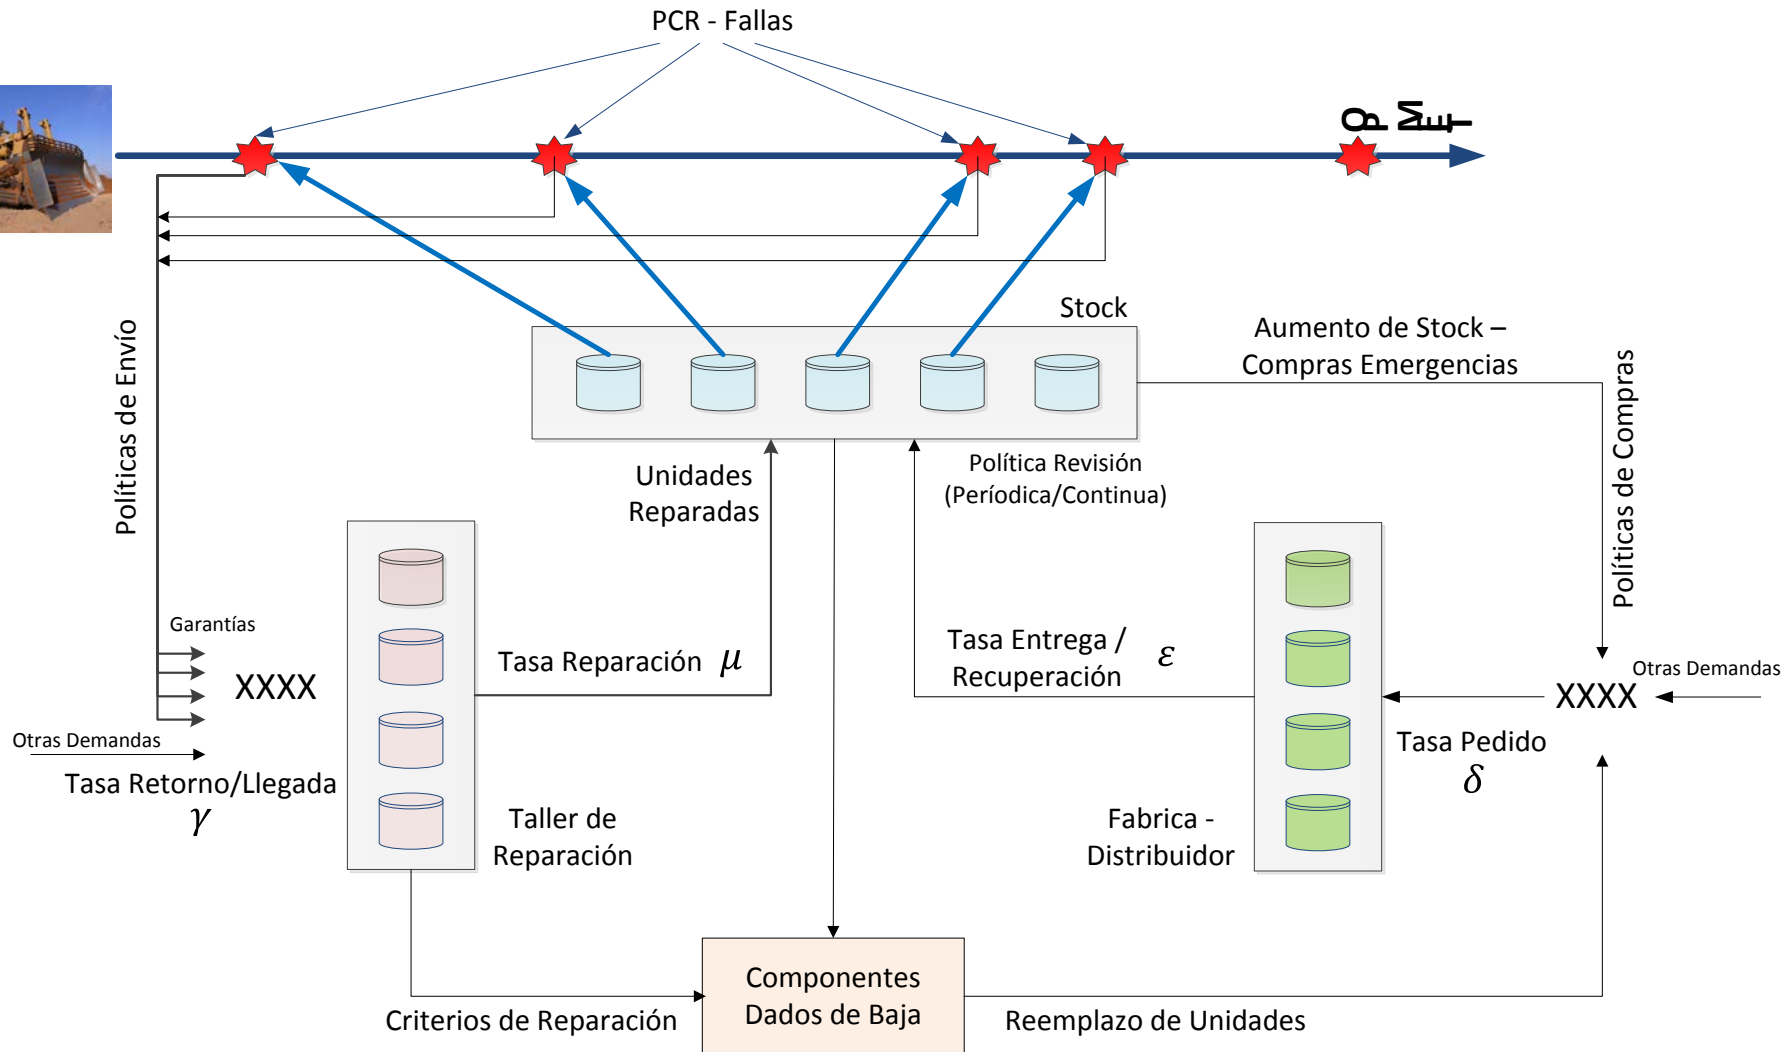 PCR - Fallas
Stock
Aumento de Stock –
Compras Emergencias
Políticas de Envío
Políticas de Compras
Unidades
Reparadas
Política Revisión
(Períodica/Continua)
Garantías
XXXX
Tasa Reparación μ
Tasa Entrega /
Recuperación
ε
Otras Demandas
XXXX
Otras Demandas
Tasa Retorno/Llegada
γ
Tasa Pedido
δ
Taller de
Reparación
Fabrica -
Distribuidor
Componentes
Dados de Baja
Criterios de Reparación
Reemplazo de Unidades